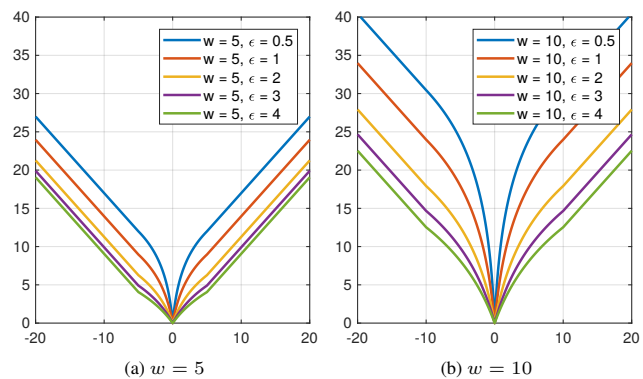 40
35
30
25
20
15
10
5
0
-20
-10
0
10
20
w = 5, ϵ = 0.5
w = 5, ϵ = 1
w = 5, ϵ = 2
w = 5, ϵ = 3
w = 5, ϵ = 4
(a) w = 5
40
35
30
25
20
15
10
5
0
-20
-10
0
10
20
w = 10, ϵ = 0.5
w = 10, ϵ = 1
w = 10, ϵ = 2
w = 10, ϵ = 3
w = 10, ϵ = 4
(b) w = 10